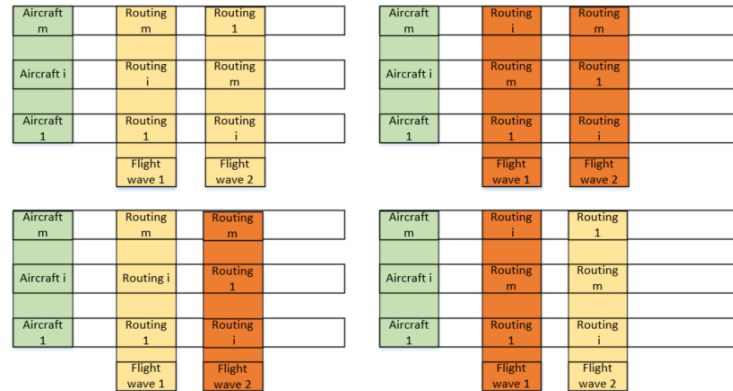 Aircraft
m
Routing
m
Routing
1
Aircraft i
Routing
i
Routing
m
Aircraft
1
Routing
1
Routing
i
Flight
wave 1
Flight
wave 2
Aircraft
m
Routing
i
Routing
m
Aircraft i
Routing
m
Routing
1
Aircraft
1
Routing
1
Routing
i
Flight
wave 1
Flight
wave 2
Aircraft
m
Routing
m
Routing
m
Aircraft i
Routing i
Routing
1
Aircraft
1
Routing
1
Routing
i
Flight
wave 1
Flight
wave 2
Aircraft
m
Routing
i
Routing
1
Aircraft i
Routing
m
Routing
m
Aircraft
1
Routing
1
Routing
i
Flight
wave 1
Flight
wave 2